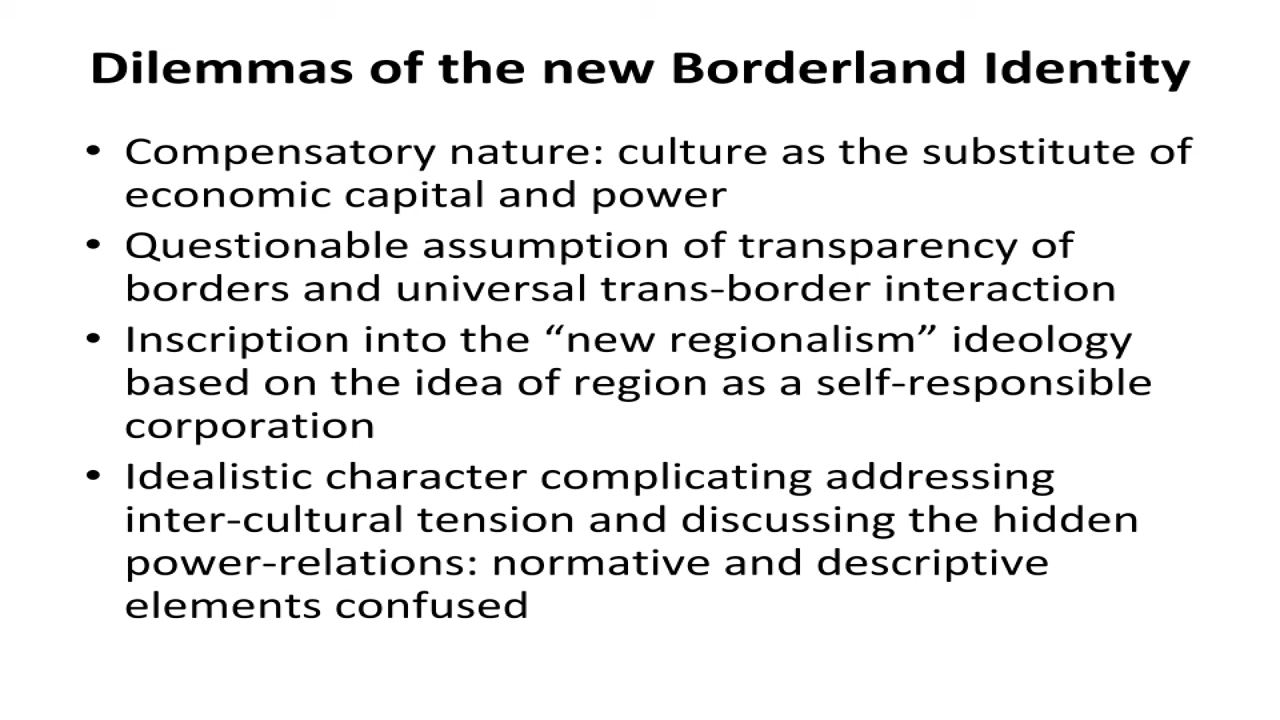 Dilemmas of the new Borderland Identity
• Compensatory nature: culture as the substitute of
economic capital and power
• Questionable assumption of transparency of
borders and universal trans-border interaction
• Inscription into the “new regionalism” ideology
based on the idea of region as a self-responsible
corporation
• Idealistic character complicating addressing
inter-cultural tension and discussing the hidden
power-relations: normative and descriptive
elements confused